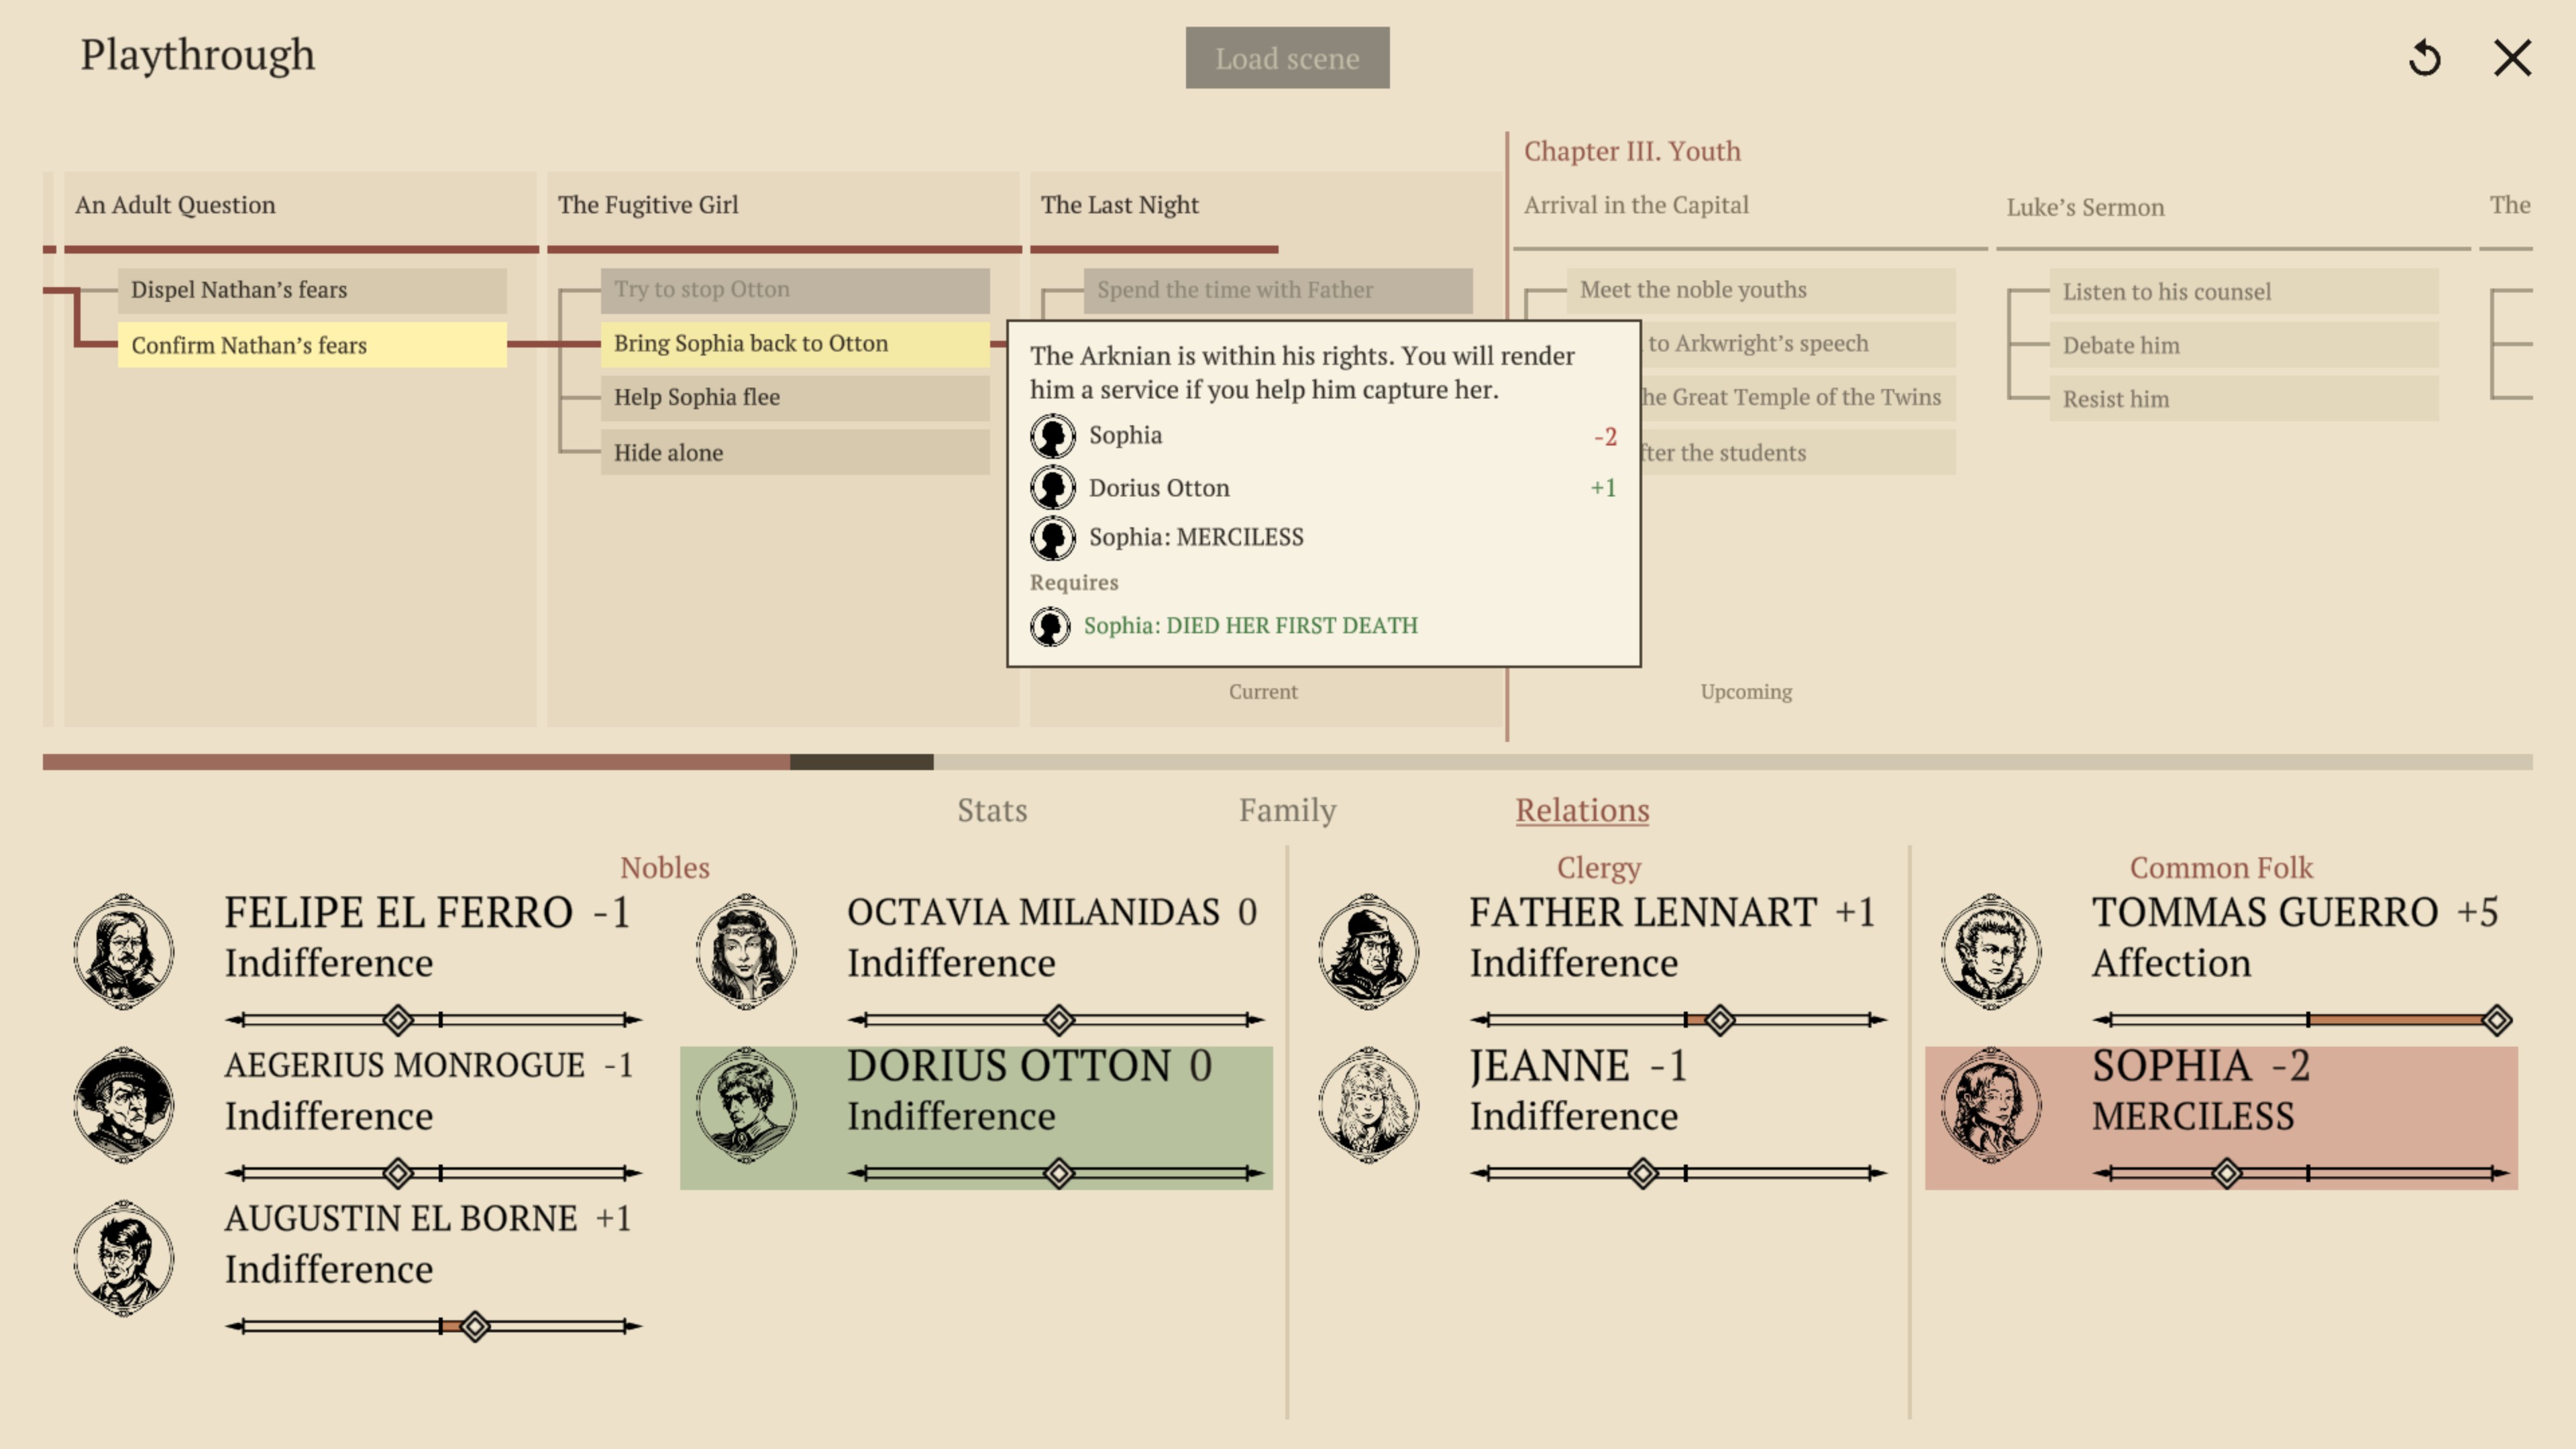 Playthrough
Load scene
Chapter III. Youth
An Adult Question
The Fugitive Girl
The Last Night
Arrival in the Capital
Luke's Sermon
The
Dispel Nathan's fears
Confirm Nathan's fears
Try to stop Otton
Bring Sophia back to Otton
Help Sophia flee
Hide alone
Spend the time with Father
The Arknian is within his rights. You will render
him a service if you help him capture her.
Sophia -2
Dorius Otton +1
Sophia: MERCILESS
Requires
Sophia: DIED HER FIRST DEATH
Meet the noble youths
to Arkwright's speech
Great Temple of the Twins
the students
Listen to his counsel
Debate him
Resist him
Current
Upcoming
Stats
Family
Relations
Nobles
FELIPE EL FERRO -1
Indifference
AEGERIUS MONROGUE -1
Indifference
AUGUSTIN EL BORNE +1
Indifference
OCTAVIA MILANIDAS 0
Indifference
DORIUS OTTON 0
Indifference
Clergy
FATHER LENNART +1
Indifference
JEANNE -1
Indifference
Common Folk
TOMMAS GUERRO +5
Affection
SOPHIA -2
MERCILESS